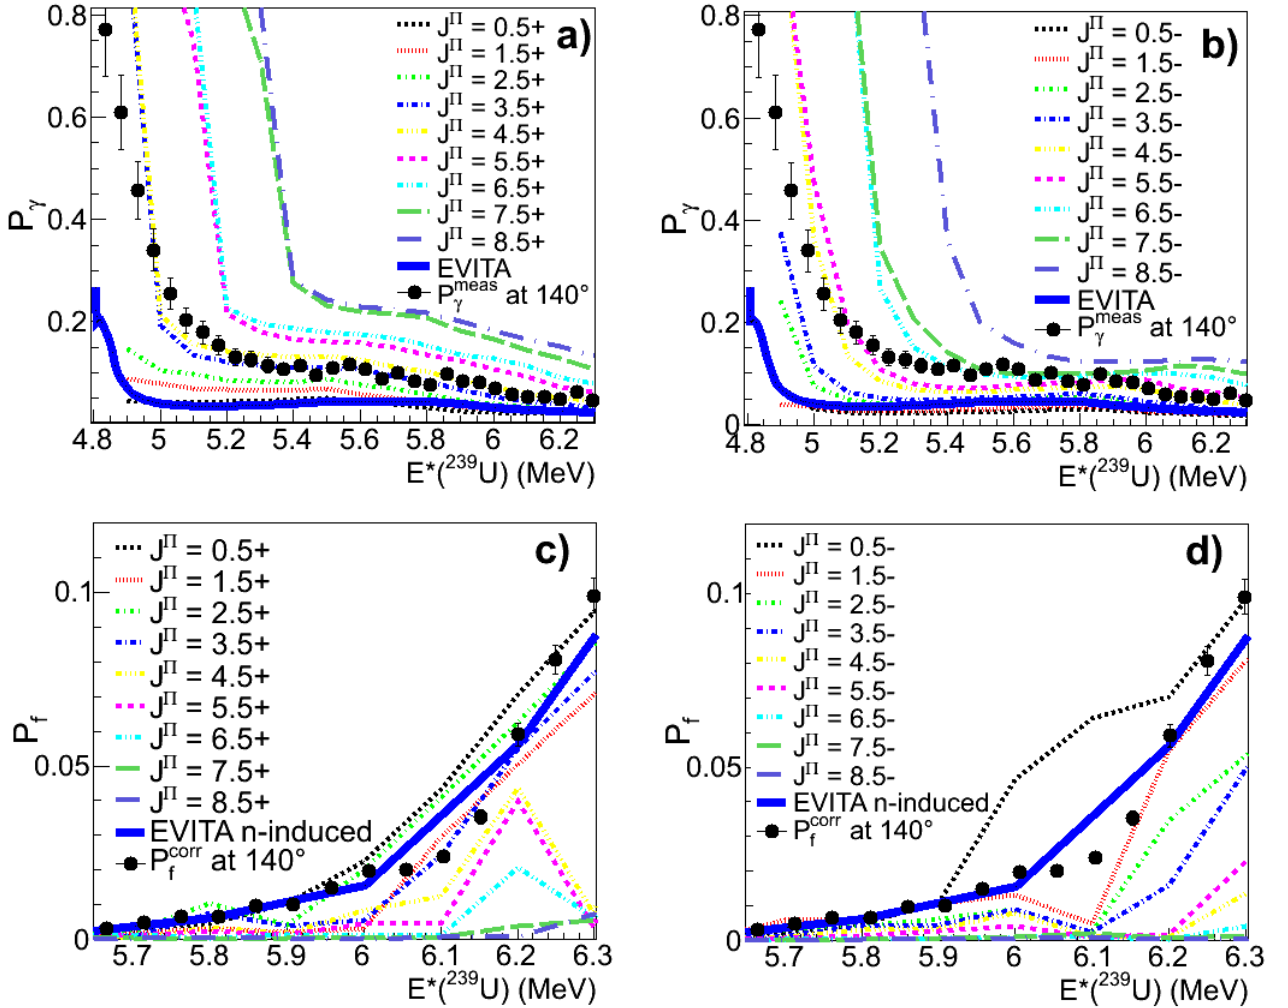 a)
0.8
0.6
0.4
0.2
0
Pγ
4.8 5 5.2 5.4 5.6 5.8 6 6.2
E*(²³⁹U) (MeV)
J^Π = 0.5+
J^Π = 1.5+
J^Π = 2.5+
J^Π = 3.5+
J^Π = 4.5+
J^Π = 5.5+
J^Π = 6.5+
J^Π = 7.5+
J^Π = 8.5+
EVITA
Pγ^meas at 140°
b)
0.8
0.6
0.4
0.2
0
Pγ
4.8 5 5.2 5.4 5.6 5.8 6 6.2
E*(²³⁹U) (MeV)
J^Π = 0.5-
J^Π = 1.5-
J^Π = 2.5-
J^Π = 3.5-
J^Π = 4.5-
J^Π = 5.5-
J^Π = 6.5-
J^Π = 7.5-
J^Π = 8.5-
EVITA
Pγ^meas at 140°
c)
0.1
0.05
0
P_f
5.7 5.8 5.9 6 6.1 6.2 6.3
E*(²³⁹U) (MeV)
J^Π = 0.5+
J^Π = 1.5+
J^Π = 2.5+
J^Π = 3.5+
J^Π = 4.5+
J^Π = 5.5+
J^Π = 6.5+
J^Π = 7.5+
J^Π = 8.5+
EVITA n-induced
P_f^corr at 140°
d)
0.1
0.05
0
P_f
5.7 5.8 5.9 6 6.1 6.2 6.3
E*(²³⁹U) (MeV)
J^Π = 0.5-
J^Π = 1.5-
J^Π = 2.5-
J^Π = 3.5-
J^Π = 4.5-
J^Π = 5.5-
J^Π = 6.5-
J^Π = 7.5-
J^Π = 8.5-
EVITA n-induced
P_f^corr at 140°